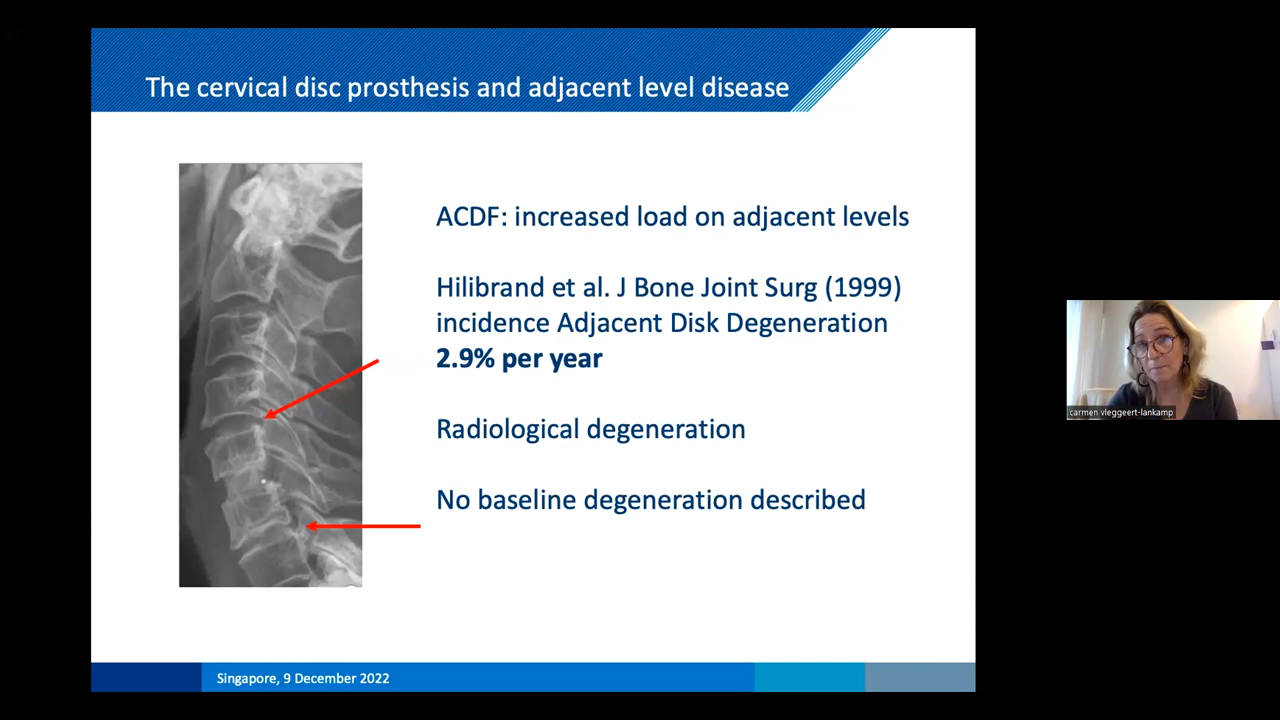 The cervical disc prosthesis and adjacent level disease
ACDF: increased load on adjacent levels
Hilibrand et al. J Bone Joint Surg (1999)
incidence Adjacent Disk Degeneration
2.9% per year
Radiological degeneration
No baseline degeneration described
Singapore, 9 December 2022
carmen vleggeert-lankamp